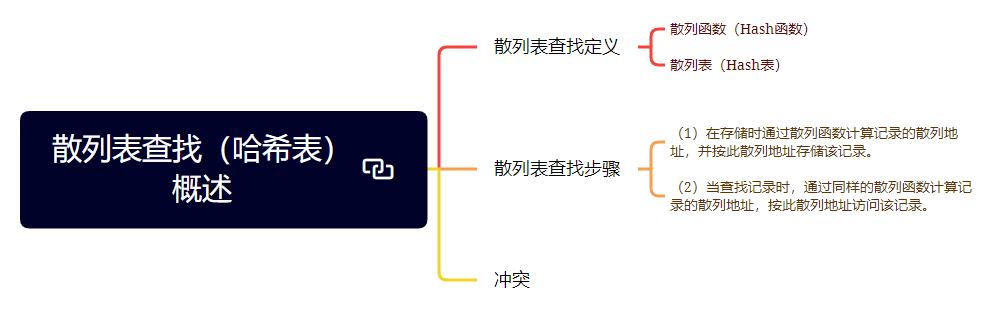 散列表查找（哈希表）
概述
散列表查找定义
散列函数（Hash函数）
散列表（Hash表）
散列表查找步骤
（1）在存储时通过散列函数计算记录的散列地
址，并按此散列地址存储该记录。
（2）当查找记录时，通过同样的散列函数计算记
录的散列地址，按此散列地址访问该记录。
冲突